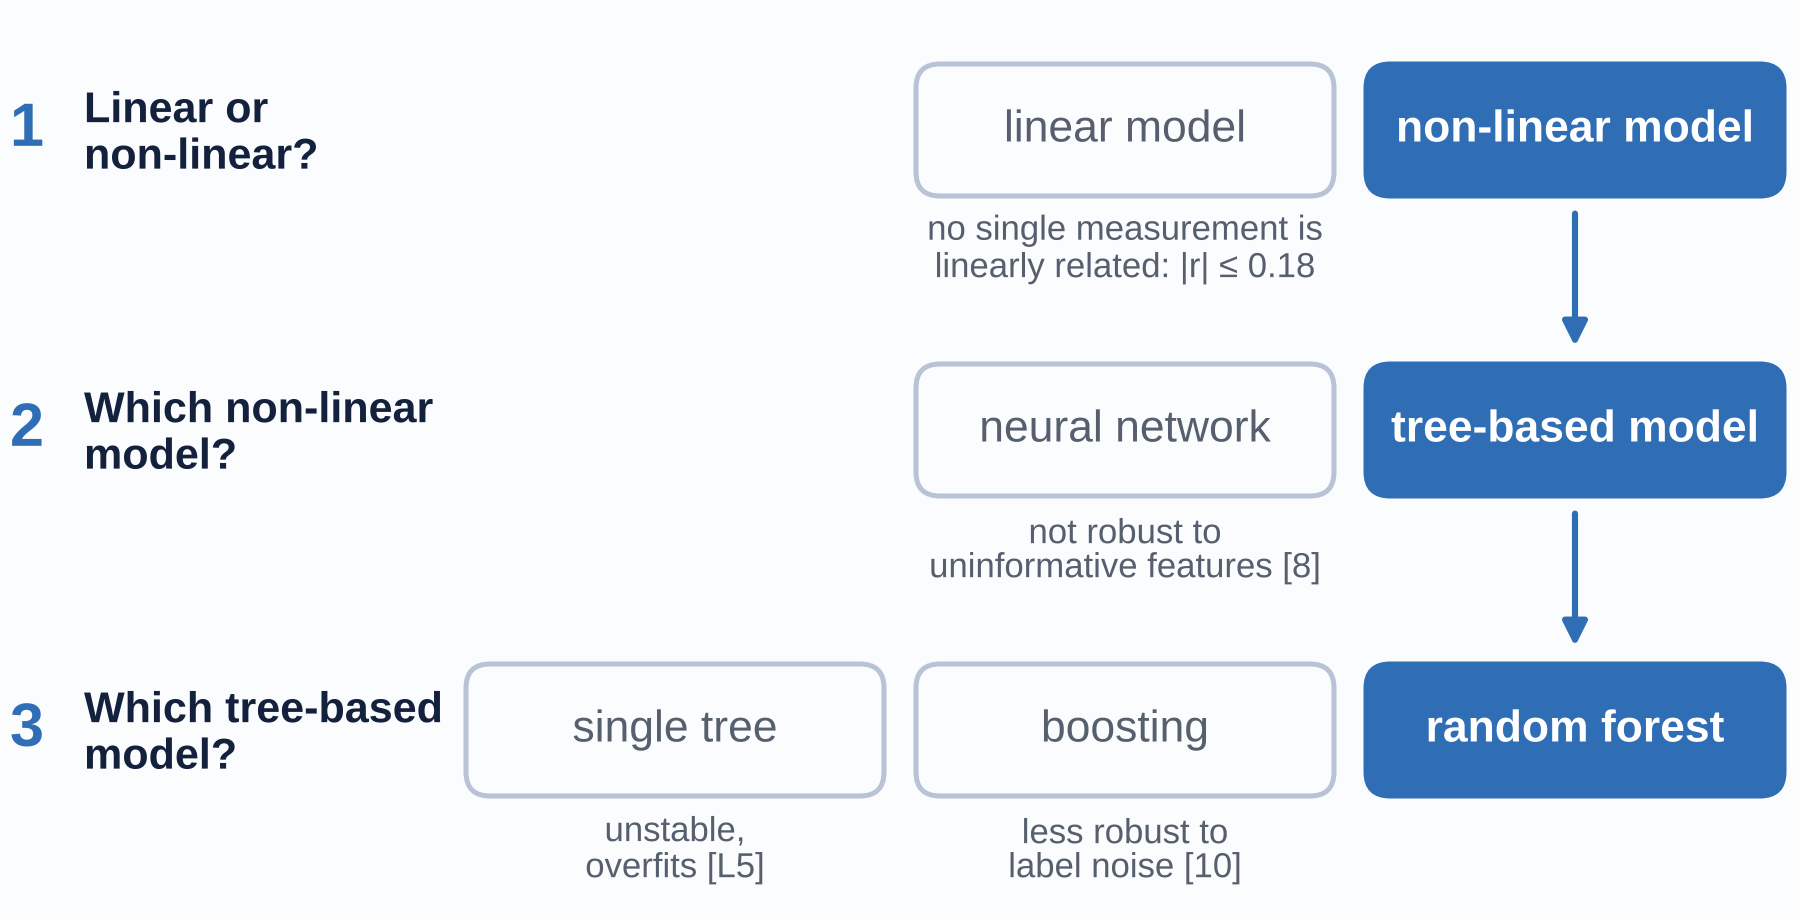 1
Linear or
non-linear?
linear model
non-linear model
no single measurement is
linearly related: |r| ≤ 0.18
2
Which non-linear
model?
neural network
tree-based model
not robust to
uninformative features [8]
3
Which tree-based
model?
single tree
boosting
random forest
unstable,
overfits [L5]
less robust to
label noise [10]